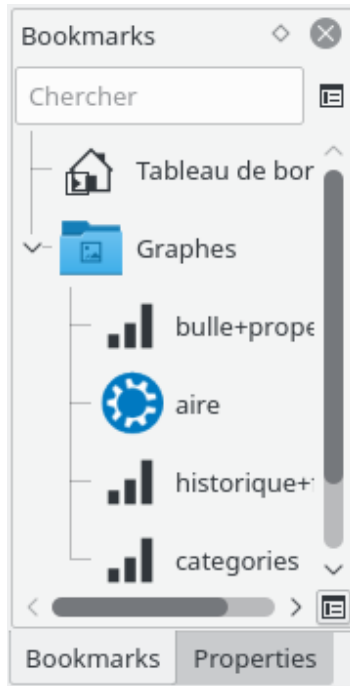 Bookmarks
Chercher
Tableau de bor
Graphes
bulle+prope
aire
historique+
categories
Bookmarks Properties